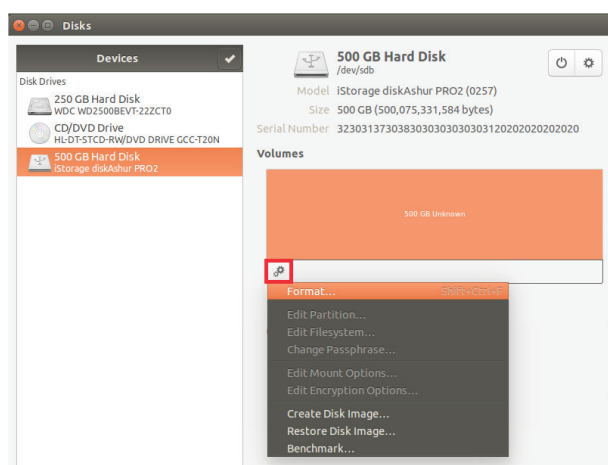 Disks
Devices
Disk Drives
250 GB Hard Disk
WDC WD2500BEVT-22ZCT0
CD/DVD Drive
HL-DT-STCD-RW/DVD DRIVE GCC-T20N
500 GB Hard Disk
iStorage diskAshur PRO2
500 GB Hard Disk
/dev/sdb
Model iStorage diskAshur PRO2 (0257)
Size 500 GB (500,075,331,584 bytes)
Serial Number 3230313730383030303030303120202020202020
Volumes
500 GB Unknown
Format... Shift+Ctrl+F
Edit Partition...
Edit Filesystem...
Change Passphrase...
Edit Mount Options...
Edit Encryption Options...
Create Disk Image...
Restore Disk Image...
Benchmark...